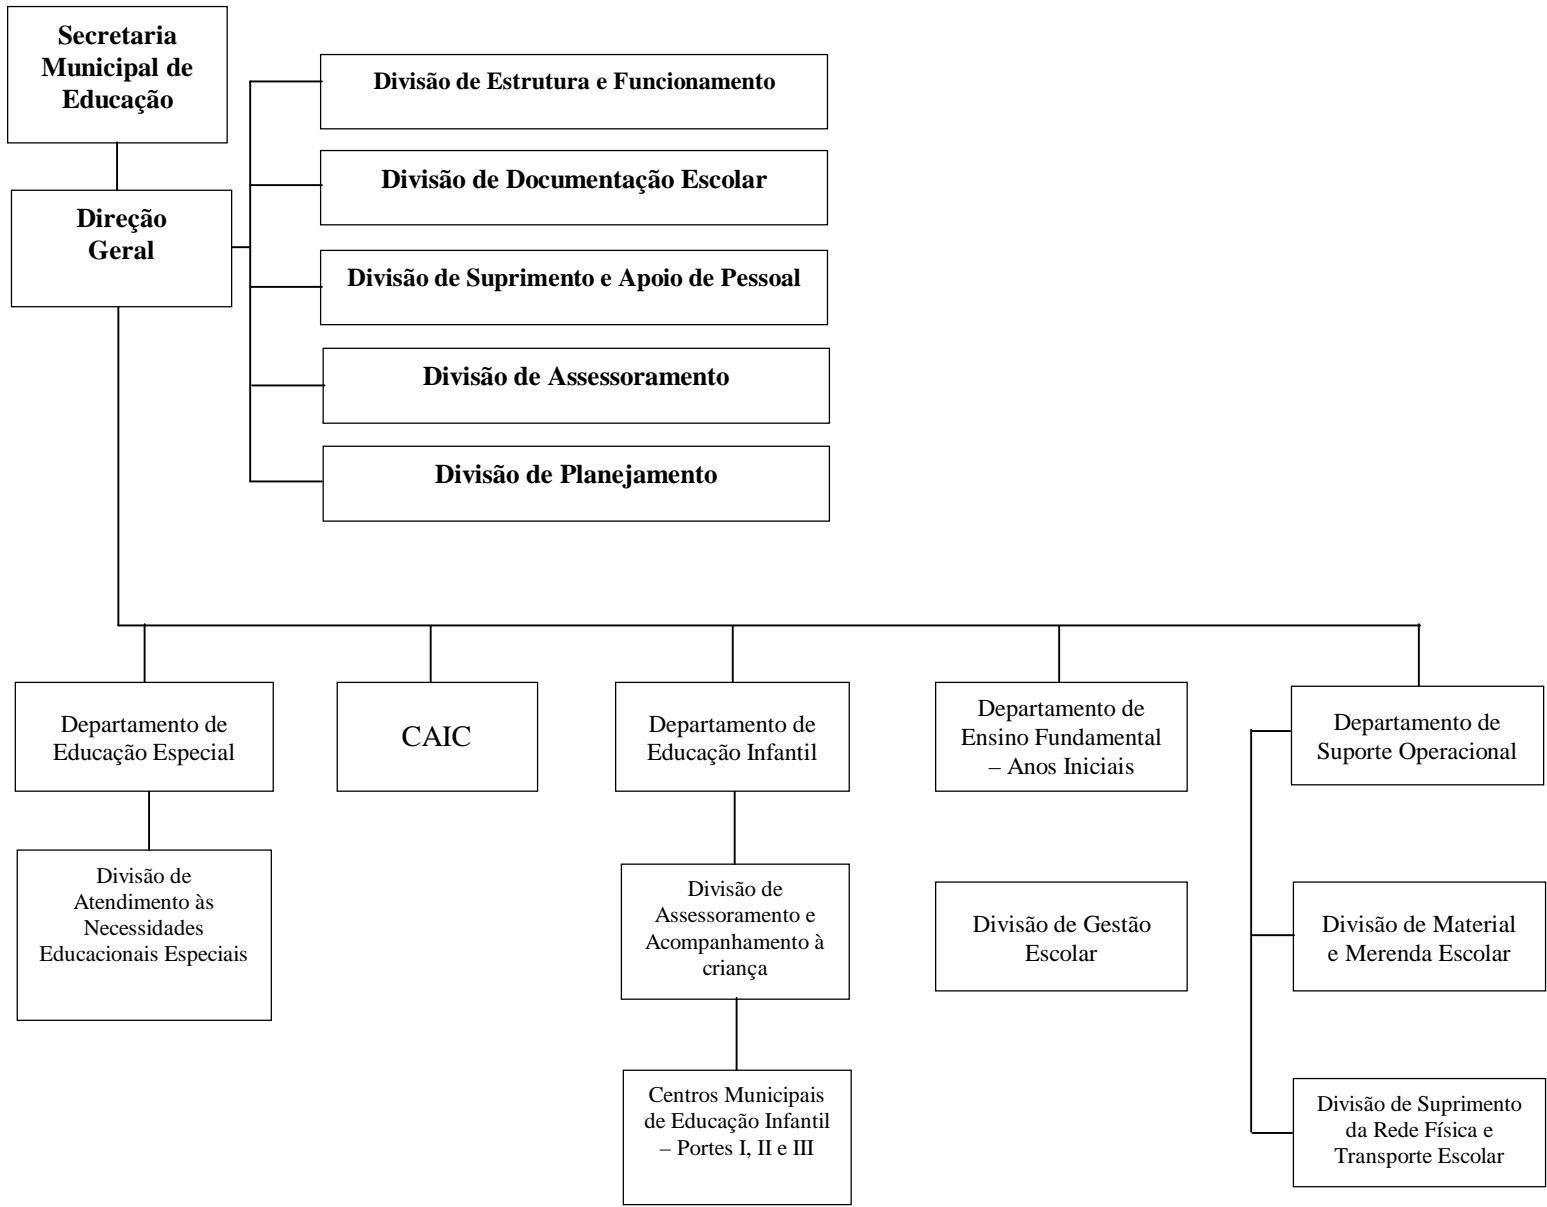 Secretaria
Municipal de
Educação
Divisão de Estrutura e Funcionamento
Divisão de Documentação Escolar
Direção
Geral
Divisão de Suprimento e Apoio de Pessoal
Divisão de Assessoramento
Divisão de Planejamento
Departamento de
Educação Especial
CAIC
Departamento de
Educação Infantil
Departamento de
Ensino Fundamental
– Anos Iniciais
Departamento de
Suporte Operacional
Divisão de
Atendimento às
Necessidades
Educacionais Especiais
Divisão de
Assessoramento e
Acompanhamento à
criança
Divisão de Gestão
Escolar
Divisão de Material
e Merenda Escolar
Centros Municipais
de Educação Infantil
– Portes I, II e III
Divisão de Suprimento
da Rede Física e
Transporte Escolar